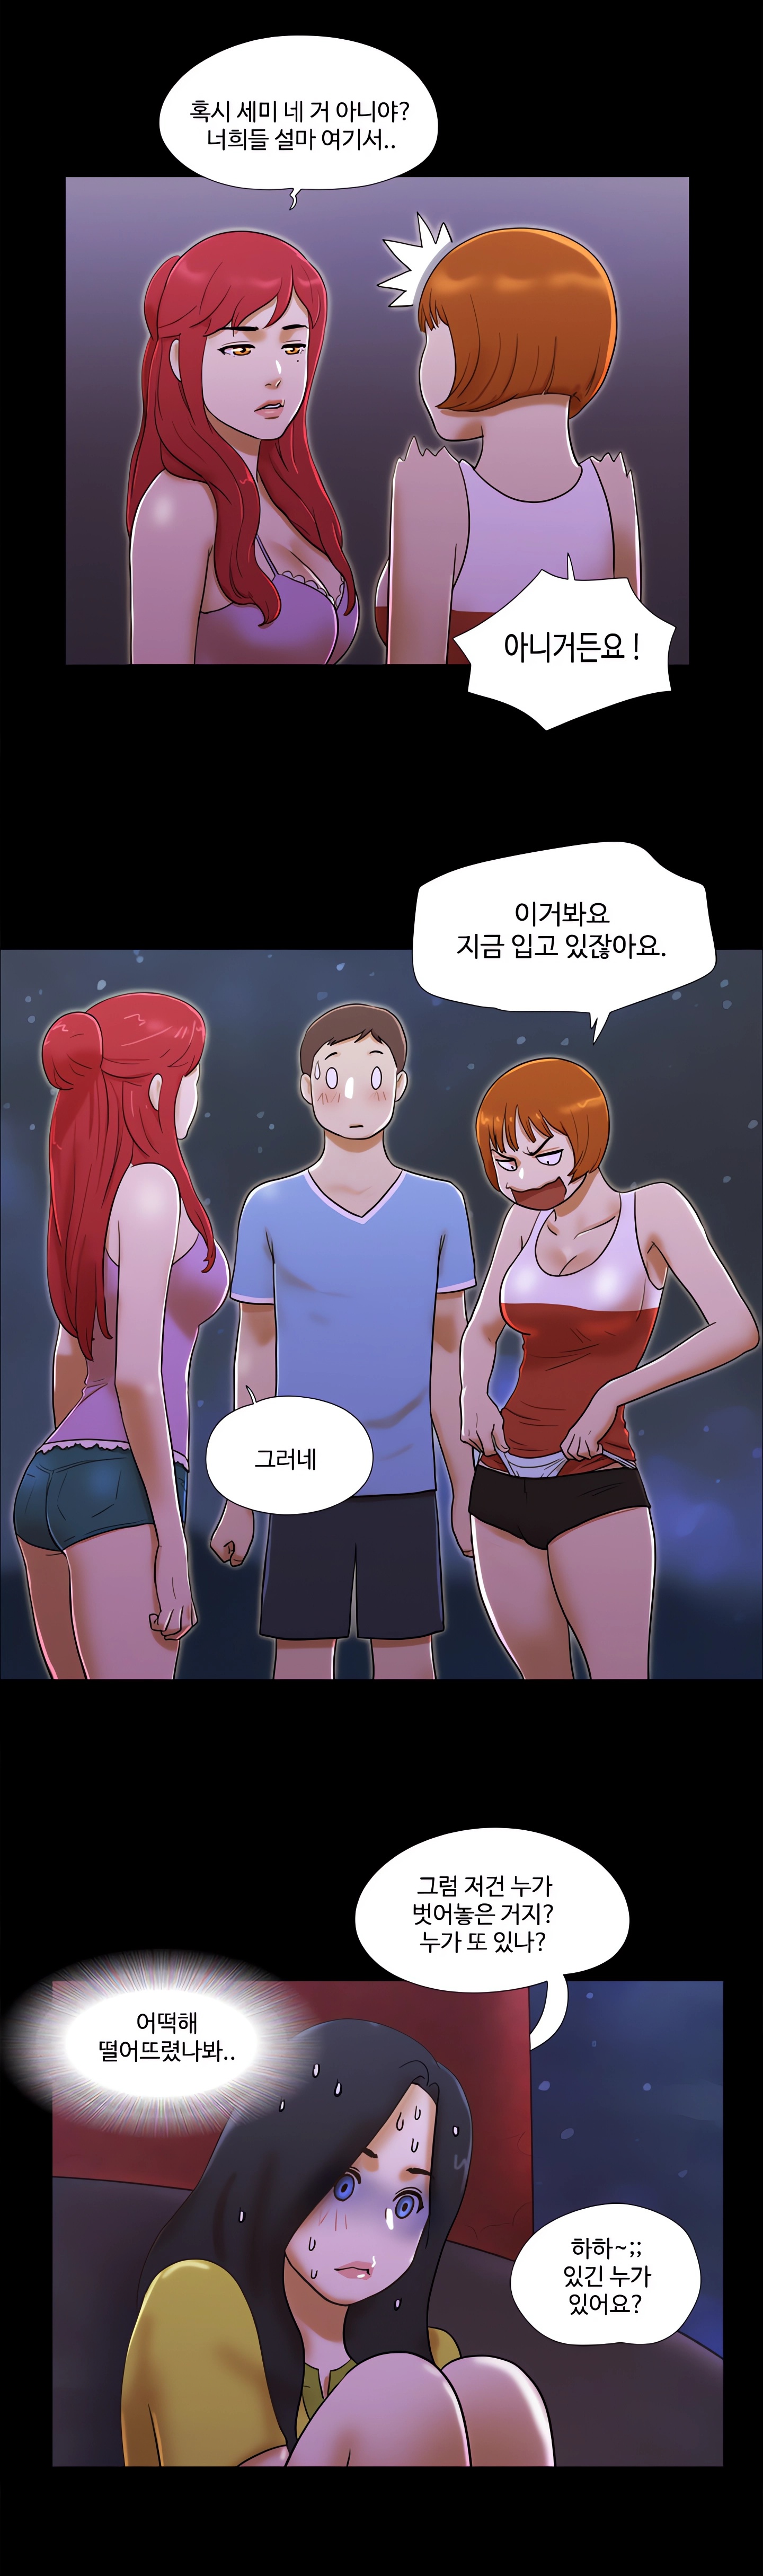 혹시 세미 네 거 아니야?
너희들 설마 여기서..
아니거든요 !
이거봐요
지금 입고 있잖아요.
그러네
그럼 저건 누가
벗어놓은 거지?
누가 또 있나?
어떡해
떨어뜨렸나봐..
하하~;;
있긴 누가
있어요?